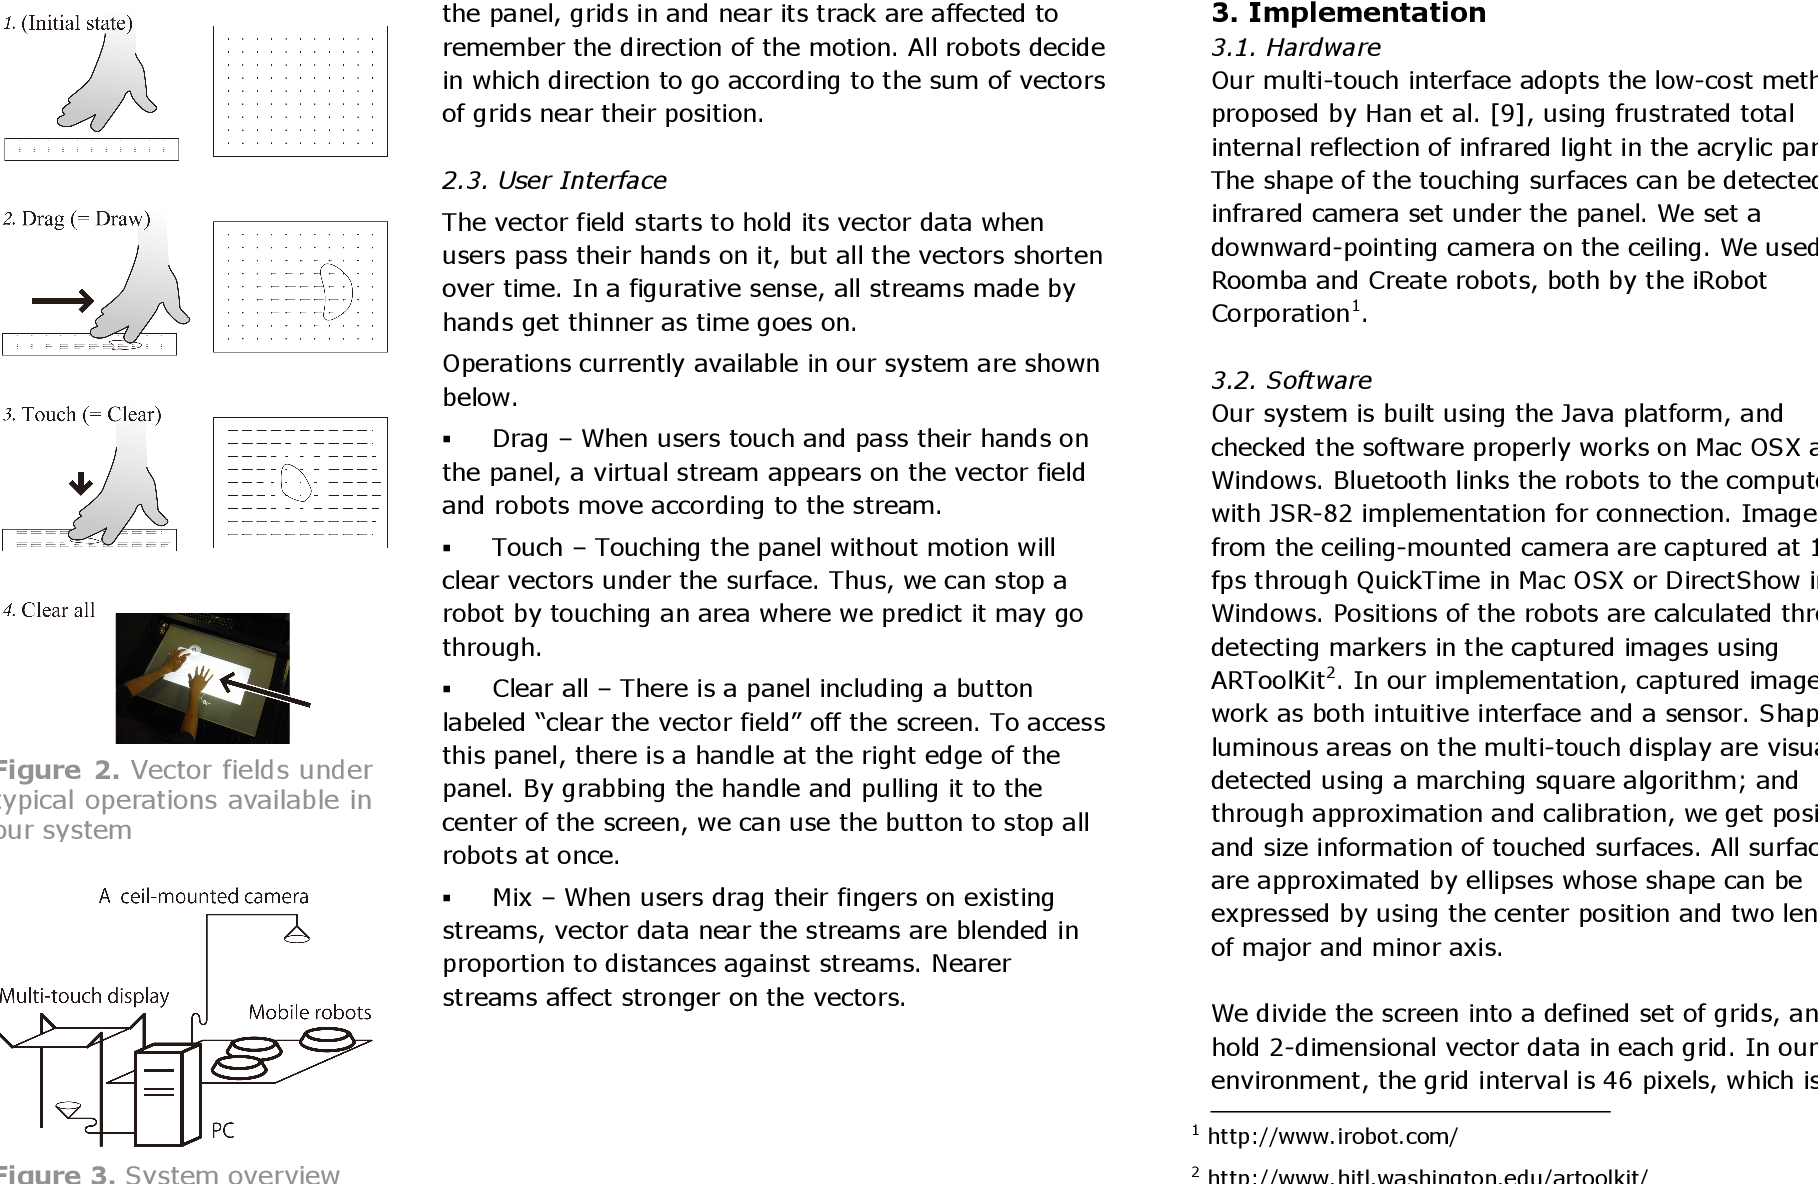 1. (Initial state)
2. Drag (= Draw)
3. Touch (= Clear)
4. Clear all
Figure 2. Vector fields under
typical operations available in
our system
A ceil-mounted camera
Multi-touch display
Mobile robots
PC
Figure 3. System overview
the panel, grids in and near its track are affected to
remember the direction of the motion. All robots decide
in which direction to go according to the sum of vectors
of grids near their position.
2.3. User Interface
The vector field starts to hold its vector data when
users pass their hands on it, but all the vectors shorten
over time. In a figurative sense, all streams made by
hands get thinner as time goes on.
Operations currently available in our system are shown
below.
▪ Drag – When users touch and pass their hands on
the panel, a virtual stream appears on the vector field
and robots move according to the stream.
▪ Touch – Touching the panel without motion will
clear vectors under the surface. Thus, we can stop a
robot by touching an area where we predict it may go
through.
▪ Clear all – There is a panel including a button
labeled “clear the vector field” off the screen. To access
this panel, there is a handle at the right edge of the
panel. By grabbing the handle and pulling it to the
center of the screen, we can use the button to stop all
robots at once.
▪ Mix – When users drag their fingers on existing
streams, vector data near the streams are blended in
proportion to distances against streams. Nearer
streams affect stronger on the vectors.
3. Implementation
3.1. Hardware
Our multi-touch interface adopts the low-cost meth
proposed by Han et al. [9], using frustrated total
internal reflection of infrared light in the acrylic pan
The shape of the touching surfaces can be detected
infrared camera set under the panel. We set a
downward-pointing camera on the ceiling. We used
Roomba and Create robots, both by the iRobot
Corporation1.
3.2. Software
Our system is built using the Java platform, and
checked the software properly works on Mac OSX a
Windows. Bluetooth links the robots to the compute
with JSR-82 implementation for connection. Image
from the ceiling-mounted camera are captured at 1
fps through QuickTime in Mac OSX or DirectShow i
Windows. Positions of the robots are calculated thr
detecting markers in the captured images using
ARToolKit2. In our implementation, captured image
work as both intuitive interface and a sensor. Shap
luminous areas on the multi-touch display are visua
detected using a marching square algorithm; and
through approximation and calibration, we get posi
and size information of touched surfaces. All surfac
are approximated by ellipses whose shape can be
expressed by using the center position and two len
of major and minor axis.
We divide the screen into a defined set of grids, an
hold 2-dimensional vector data in each grid. In our
environment, the grid interval is 46 pixels, which is
1 http://www.irobot.com/
2 http://www.hitl.washington.edu/artoolkit/